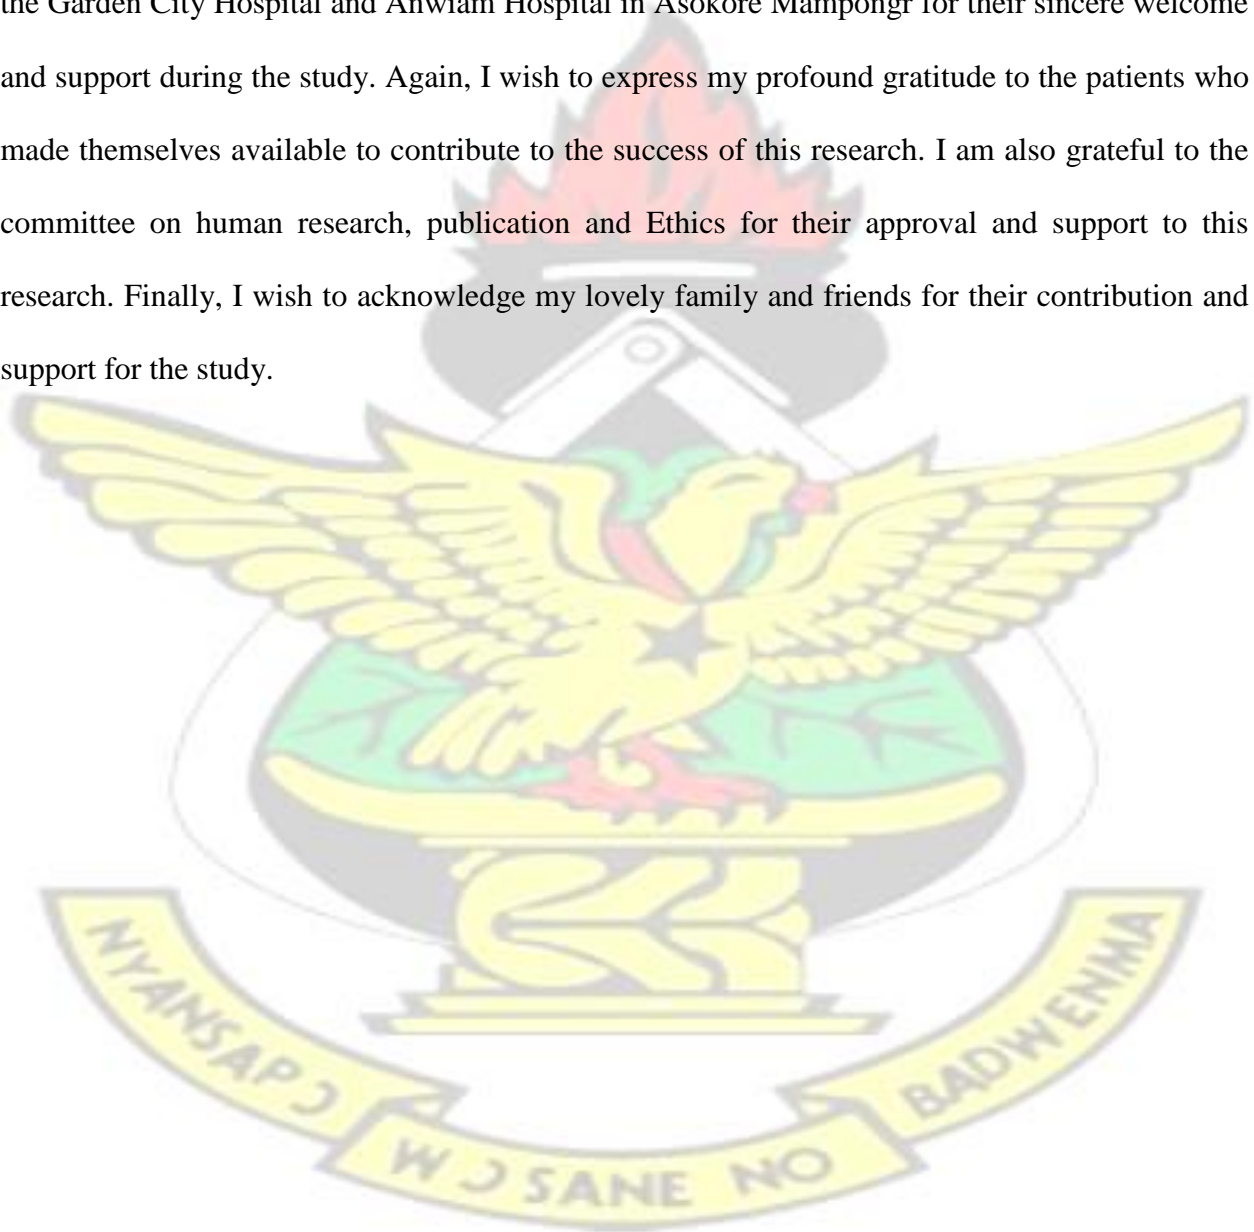 the Garden City Hospital and Anwiam Hospital in Asokore Mampongr for their sincere welcome
and support during the study. Again, I wish to express my profound gratitude to the patients who
made themselves available to contribute to the success of this research. I am also grateful to the
committee on human research, publication and Ethics for their approval and support to this
research. Finally, I wish to acknowledge my lovely family and friends for their contribution and
support for the study.
NYANSAPƆ
WƆSANE NO
BADWENMA